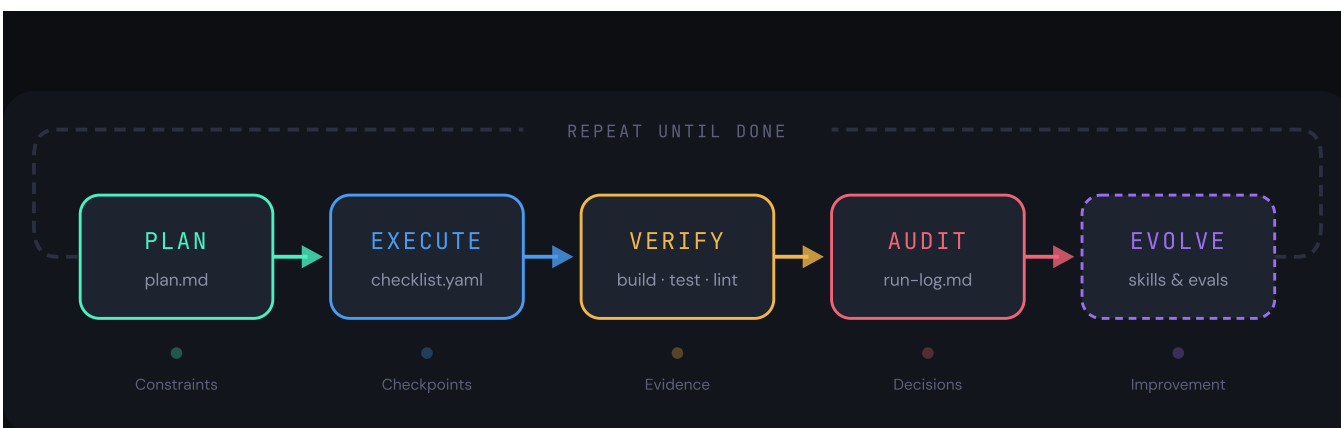 REPEAT UNTIL DONE
PLAN
plan.md
EXECUTE
checklist.yaml
VERIFY
build · test · lint
AUDIT
run-log.md
EVOLVE
skills & evals
Constraints
Checkpoints
Evidence
Decisions
Improvement